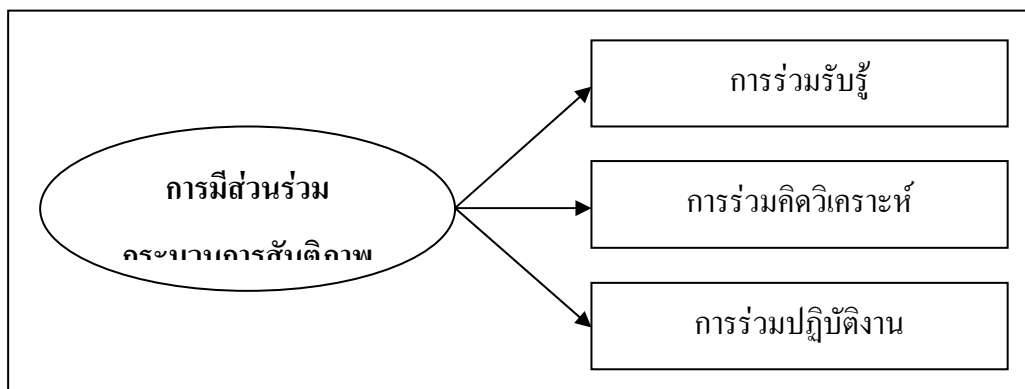 การมีส่วนร่วม
กระบวนการสันติภาพ
การร่วมรับรู้
การร่วมคิดวิเคราะห์
การร่วมปฏิบัติงาน